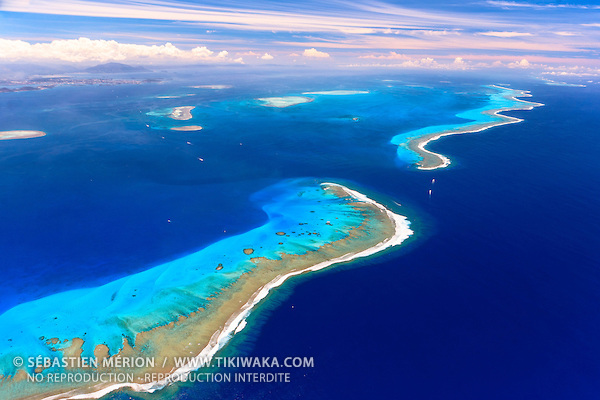 © SÉBASTIEN MÉRION / WWW.TIKIWAKA.COM
NO REPRODUCTION - REPRODUCTION INTERDITE